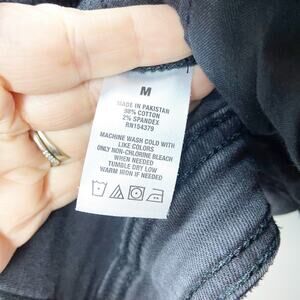 M
MADE IN PAKISTAN
98% COTTON
2% SPANDEX
RN154379
MACHINE WASH COLD WITH
LIKE COLORS
ONLY NON-CHLORINE BLEACH
WHEN NEEDED
TUMBLE DRY LOW
WARM IRON IF NEEDED